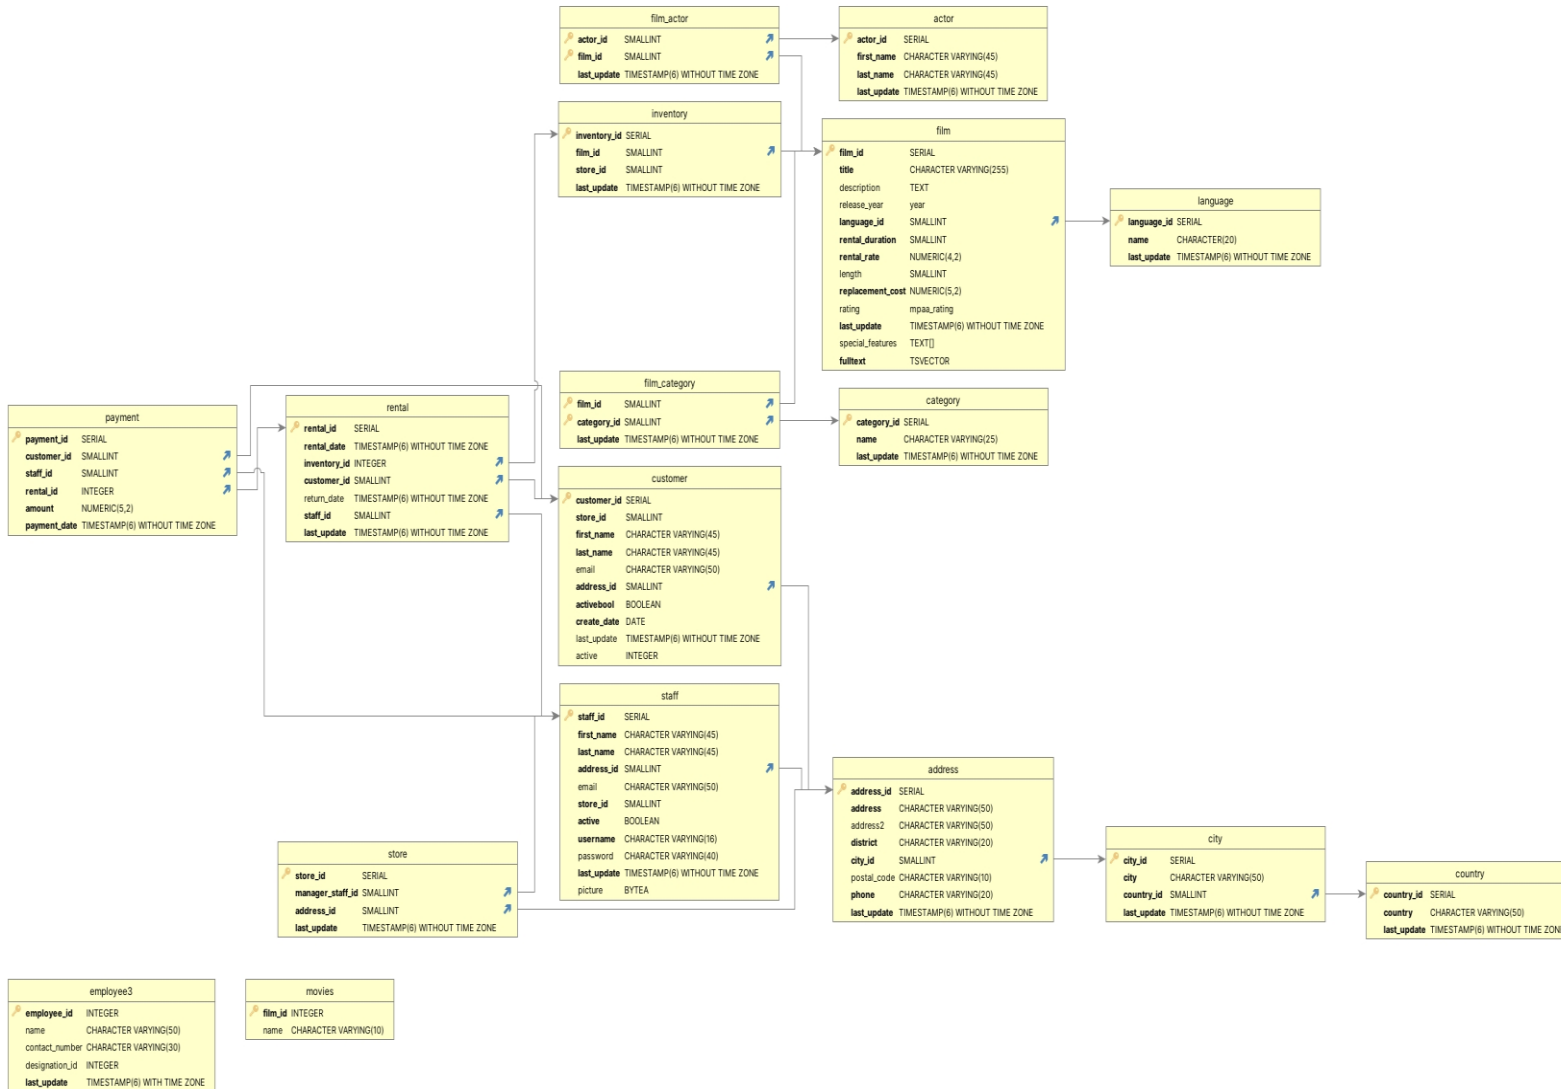 film_actor
actor_id SMALLINT
film_id SMALLINT
last_update TIMESTAMP(6) WITHOUT TIME ZONE
actor
actor_id SERIAL
first_name CHARACTER VARYING(45)
last_name CHARACTER VARYING(45)
last_update TIMESTAMP(6) WITHOUT TIME ZONE
inventory
inventory_id SERIAL
film_id SMALLINT
store_id SMALLINT
last_update TIMESTAMP(6) WITHOUT TIME ZONE
film
film_id SERIAL
title CHARACTER VARYING(255)
description TEXT
release_year year
language_id SMALLINT
rental_duration SMALLINT
rental_rate NUMERIC(4,2)
length SMALLINT
replacement_cost NUMERIC(5,2)
rating mpaa_rating
last_update TIMESTAMP(6) WITHOUT TIME ZONE
special_features TEXT[]
fulltext TSVECTOR
language
language_id SERIAL
name CHARACTER(20)
last_update TIMESTAMP(6) WITHOUT TIME ZONE
film_category
film_id SMALLINT
category_id SMALLINT
last_update TIMESTAMP(6) WITHOUT TIME ZONE
category
category_id SERIAL
name CHARACTER VARYING(25)
last_update TIMESTAMP(6) WITHOUT TIME ZONE
payment
payment_id SERIAL
customer_id SMALLINT
staff_id SMALLINT
rental_id INTEGER
amount NUMERIC(5,2)
payment_date TIMESTAMP(6) WITHOUT TIME ZONE
rental
rental_id SERIAL
rental_date TIMESTAMP(6) WITHOUT TIME ZONE
inventory_id INTEGER
customer_id SMALLINT
return_date TIMESTAMP(6) WITHOUT TIME ZONE
staff_id SMALLINT
last_update TIMESTAMP(6) WITHOUT TIME ZONE
customer
customer_id SERIAL
store_id SMALLINT
first_name CHARACTER VARYING(45)
last_name CHARACTER VARYING(45)
email CHARACTER VARYING(50)
address_id SMALLINT
activebool BOOLEAN
create_date DATE
last_update TIMESTAMP(6) WITHOUT TIME ZONE
active INTEGER
staff
staff_id SERIAL
first_name CHARACTER VARYING(45)
last_name CHARACTER VARYING(45)
address_id SMALLINT
email CHARACTER VARYING(50)
store_id SMALLINT
active BOOLEAN
username CHARACTER VARYING(16)
password CHARACTER VARYING(40)
last_update TIMESTAMP(6) WITHOUT TIME ZONE
picture BYTEA
address
address_id SERIAL
address CHARACTER VARYING(50)
address2 CHARACTER VARYING(50)
district CHARACTER VARYING(20)
city_id SMALLINT
postal_code CHARACTER VARYING(10)
phone CHARACTER VARYING(20)
last_update TIMESTAMP(6) WITHOUT TIME ZONE
city
city_id SERIAL
city CHARACTER VARYING(50)
country_id SMALLINT
last_update TIMESTAMP(6) WITHOUT TIME ZONE
country
country_id SERIAL
country CHARACTER VARYING(50)
last_update TIMESTAMP(6) WITHOUT TIME ZONE
store
store_id SERIAL
manager_staff_id SMALLINT
address_id SMALLINT
last_update TIMESTAMP(6) WITHOUT TIME ZONE
employee3
employee_id INTEGER
name CHARACTER VARYING(50)
contact_number CHARACTER VARYING(30)
designation_id INTEGER
last_update TIMESTAMP(6) WITH TIME ZONE
movies
film_id INTEGER
name CHARACTER VARYING(10)